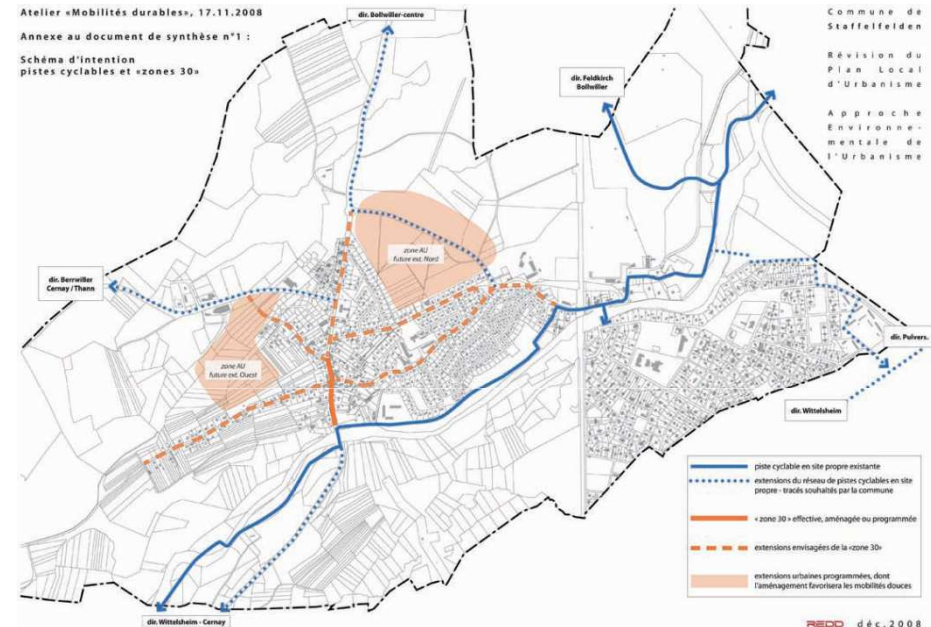 Atelier «Mobilités durables», 17.11.2008
Annexe au document de synthèse n°1 :
Schéma d'intention
pistes cyclables et «zones 30»
dir. Bollwiller-centre
Commune de
Staffelfelden
Révision du
Plan Local
d'Urbanisme
Approche
Environne-
mentale de
l'Urbanisme
dir. Feldkirch
Bollwiller
zone AU
future ext. Nord
dir. Berrwiller
Cernay / Thann
zone AU
future ext. Ouest
dir. Pulvers.
dir. Wittelsheim
piste cyclable en site propre existante
extensions du réseau de pistes cyclables en site
propre - tracés souhaités par la commune
« zone 30 » effective, aménagée ou programmée
extensions envisagées de la «zone 30»
extensions urbaines programmées, dont
l'aménagement favorisera les mobilités douces
dir. Wittelsheim - Cernay
REDD déc.2008